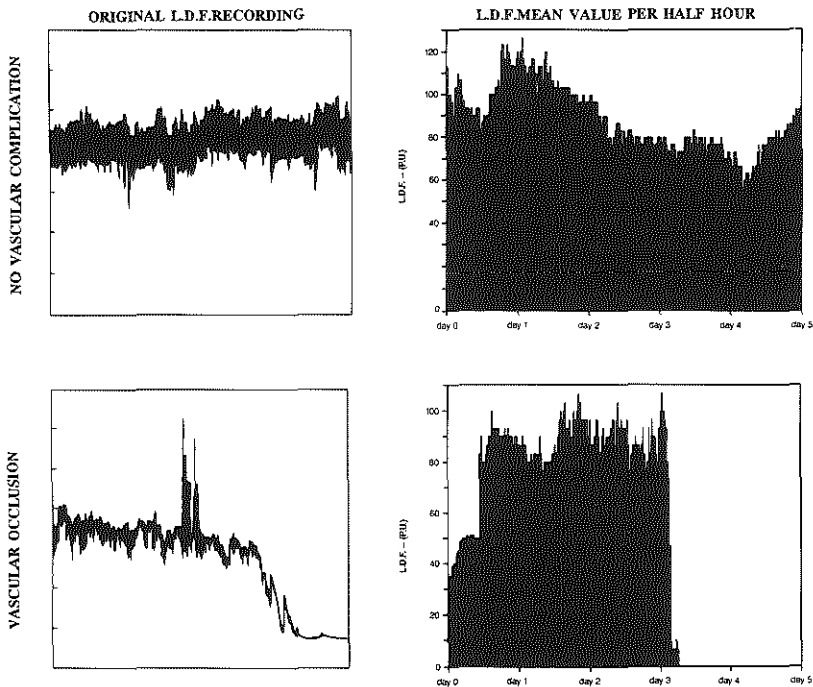 ORIGINAL L.D.F.RECORDING
L.D.F.MEAN VALUE PER HALF HOUR
NO VASCULAR COMPLICATION
L.D.F. – (P.U.)
120
100
80
60
40
0
day 0 day 1 day 2 day 3 day 4 day 5
VASCULAR OCCLUSION
L.D.F. – (P.U.)
100
80
60
40
20
0
day 0 day 1 day 2 day 3 day 4 day 5